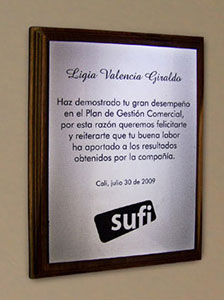 Ligia Valencia Giraldo
Haz demostrado tu gran desempeño
en el Plan de Gestión Comercial,
por esta razón queremos felicitarte
y reiterarte que tu buena labor
ha aportado a los resultados
obtenidos por la compañía.
Cali, julio 30 de 2009
sufi